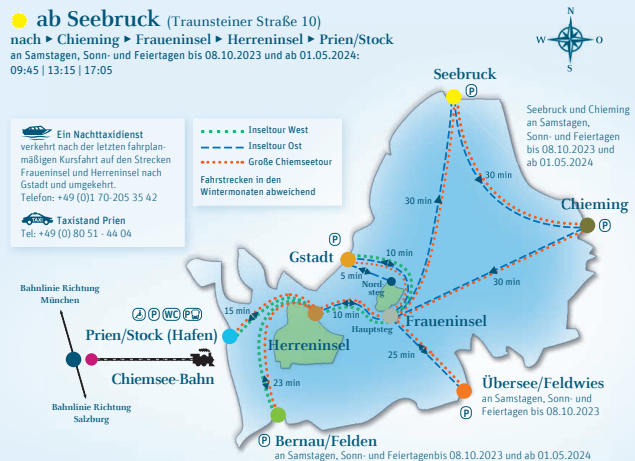 ab Seebruck (Traunsteiner Straße 10)
nach ▸ Chieming ▸ Fraueninsel ▸ Herreninsel ▸ Prien/Stock
an Samstagen, Sonn- und Feiertagen bis 08.10.2023 und ab 01.05.2024:
09:45 | 13:15 | 17:05
N
W O
S
Seebruck
P
Seebruck und Chieming
an Samstagen,
Sonn- und Feiertagen
bis 08.10.2023 und
ab 01.05.2024
Ein Nachttaxidienst
verkehrt nach der letzten fahrplan-
mäßigen Kursfahrt auf den Strecken
Fraueninsel und Herreninsel nach
Gstadt und umgekehrt.
Telefon: +49 (0)1 70-205 35 42
TAXI
Taxistand Prien
Tel: +49 (0) 80 51 - 44 04
Inseltour West
Inseltour Ost
Große Chiemseetour
Fahrstrecken in den
Wintermonaten abweichend
30 min
30 min
Chieming
P
30 min
P
Gstadt
10 min
5 min
Nord-
steg
Bahnlinie Richtung
München
P WC P
15 min
Prien/Stock (Hafen)
10 min
Hauptsteg
Fraueninsel
Herreninsel
25 min
Chiemsee-Bahn
23 min
Übersee/Feldwies
an Samstagen, Sonn- und
Feiertagen bis 08.10.2023
P
Bahnlinie Richtung
Salzburg
P
Bernau/Felden
an Samstagen, Sonn- und Feiertagenbis 08.10.2023 und ab 01.05.2024